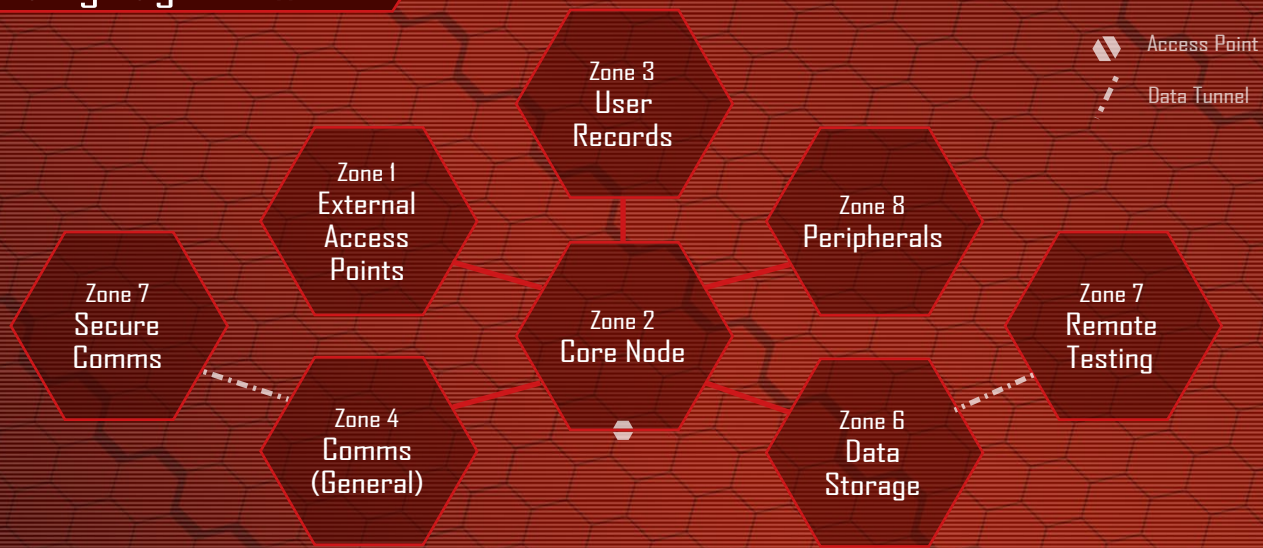 Access Point
Data Tunnel
Zone 3
User
Records
Zone 1
External
Access
Points
Zone 8
Peripherals
Zone 7
Secure
Comms
Zone 2
Core Node
Zone 7
Remote
Testing
Zone 4
Comms
(General)
Zone 6
Data
Storage